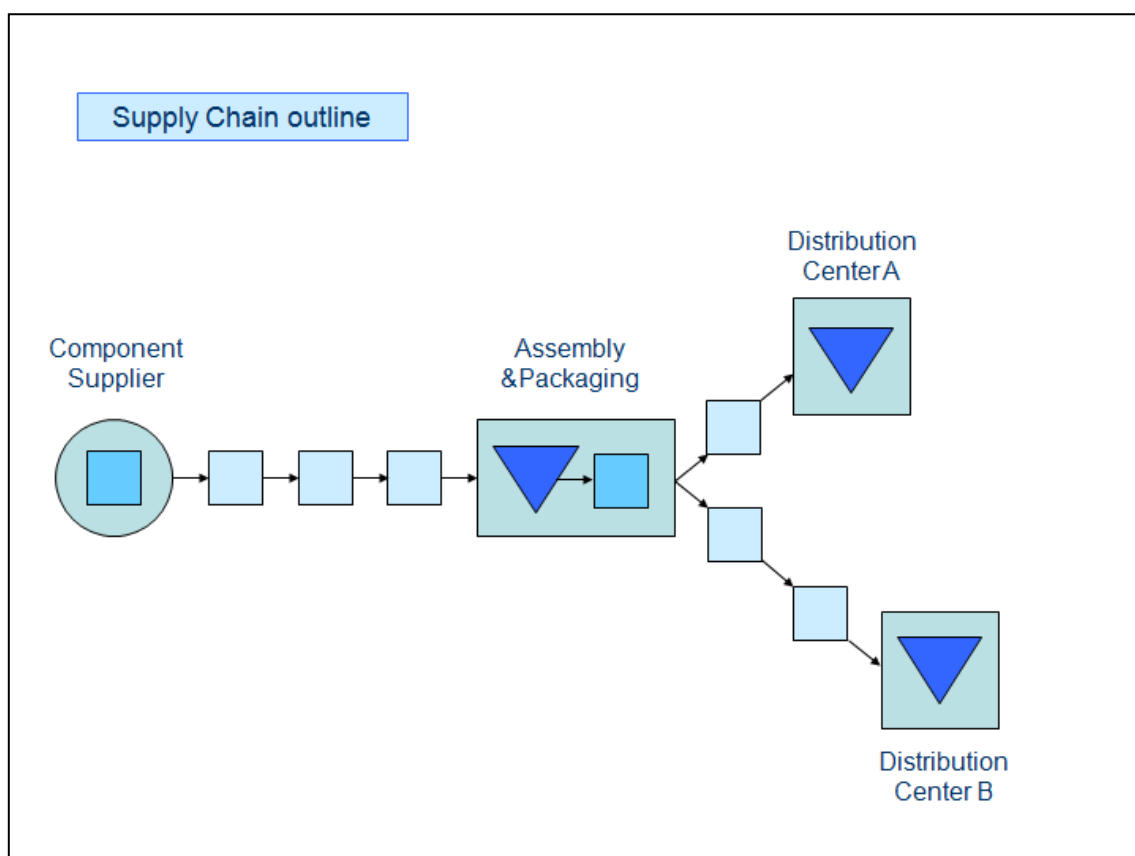 Supply Chain outline
Distribution
Center A
Component
Supplier
Assembly
&Packaging
Distribution
Center B